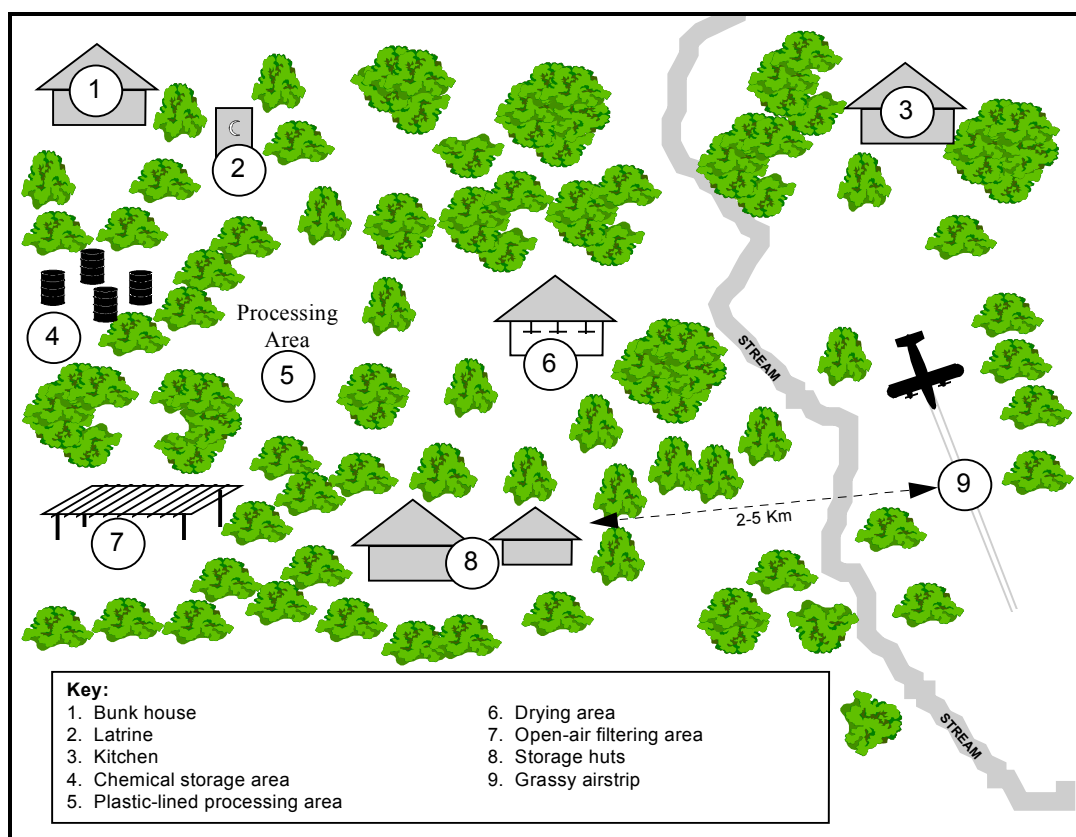 1
2
3
4
Processing
Area
5
6
STREAM
7
8
2-5 Km
9
STREAM
Key:
1. Bunk house
2. Latrine
3. Kitchen
4. Chemical storage area
5. Plastic-lined processing area
6. Drying area
7. Open-air filtering area
8. Storage huts
9. Grassy airstrip